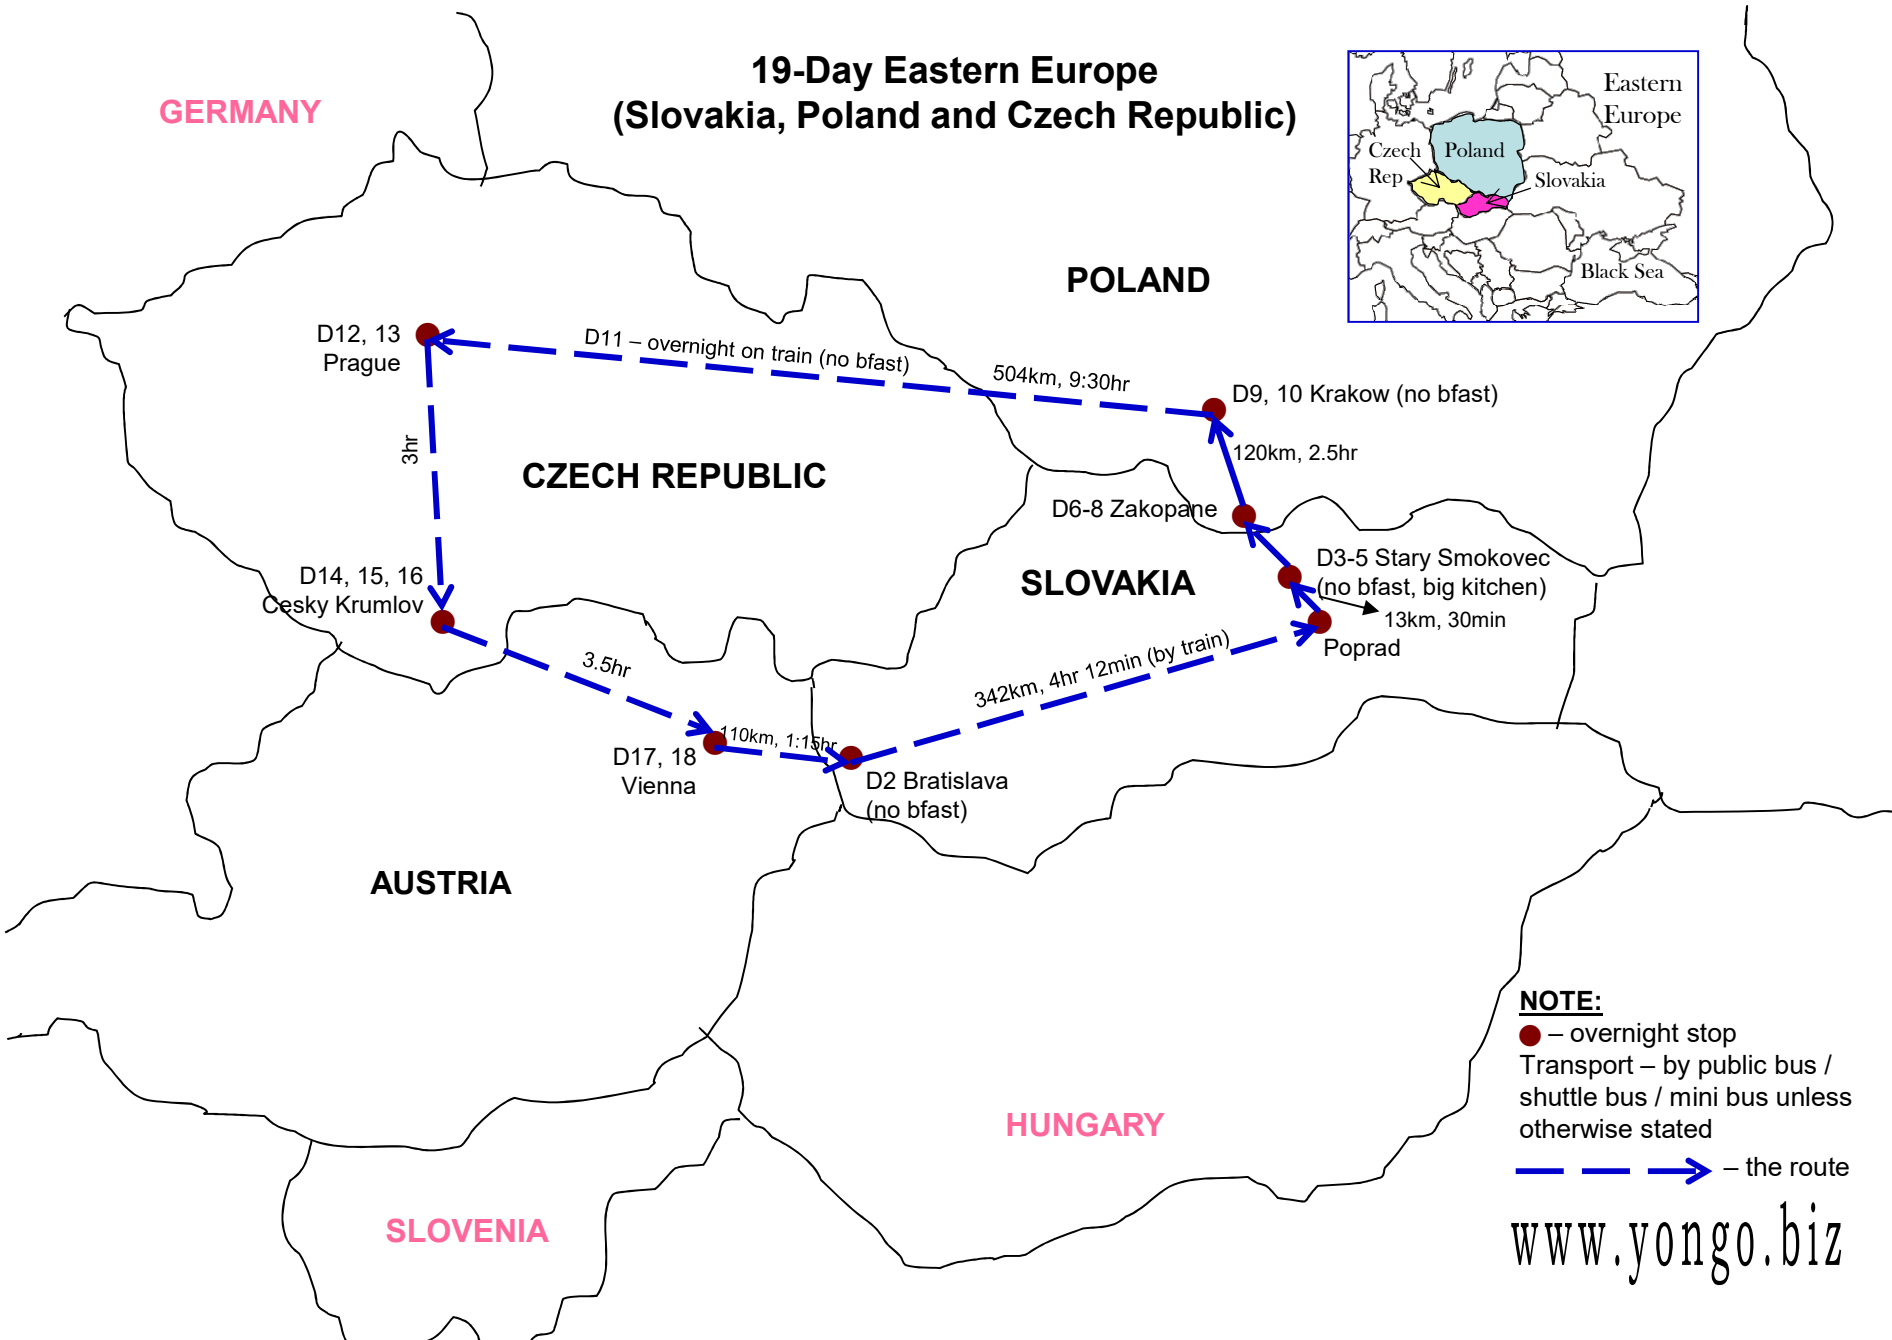 19-Day Eastern Europe
(Slovakia, Poland and Czech Republic)
GERMANY
Eastern
Europe
Czech
Rep
Poland
Slovakia
Black Sea
POLAND
D12, 13
Prague
D11 – overnight on train (no bfast)
504km, 9:30hr
D9, 10 Krakow (no bfast)
120km, 2.5hr
3hr
CZECH REPUBLIC
D6-8 Zakopane
D3-5 Stary Smokovec
(no bfast, big kitchen)
13km, 30min
SLOVAKIA
D14, 15, 16
Cesky Krumlov
Poprad
342km, 4hr 12min (by train)
3.5hr
110km, 1:15hr
D17, 18
Vienna
D2 Bratislava
(no bfast)
AUSTRIA
HUNGARY
SLOVENIA
NOTE:
– overnight stop
Transport – by public bus /
shuttle bus / mini bus unless
otherwise stated
– the route
www.yongo.biz